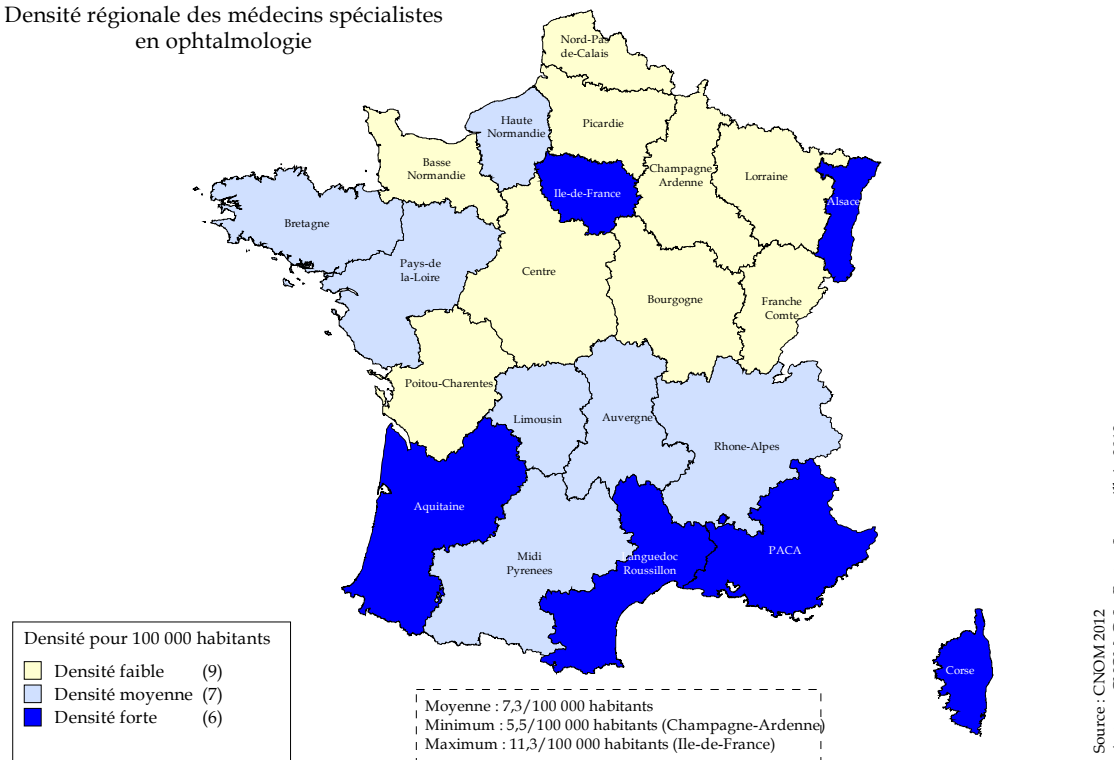 Densité régionale des médecins spécialistes
en ophtalmologie
Nord-Pas
de-Calais
Haute
Normandie
Picardie
Basse
Normandie
Champagne
Ardenne
Lorraine
Ile-de-France
Alsace
Bretagne
Pays-de
la-Loire
Centre
Bourgogne
Franche
Comte
Poitou-Charentes
Limousin
Auvergne
Rhone-Alpes
Aquitaine
Midi
Pyrenees
Languedoc
Roussillon
PACA
Corse
Densité pour 100 000 habitants
Densité faible (9)
Densité moyenne (7)
Densité forte (6)
Moyenne : 7,3/100 000 habitants
Minimum : 5,5/100 000 habitants (Champagne-Ardenne)
Maximum : 11,3/100 000 habitants (Ile-de-France)
Source : CNOM 2012